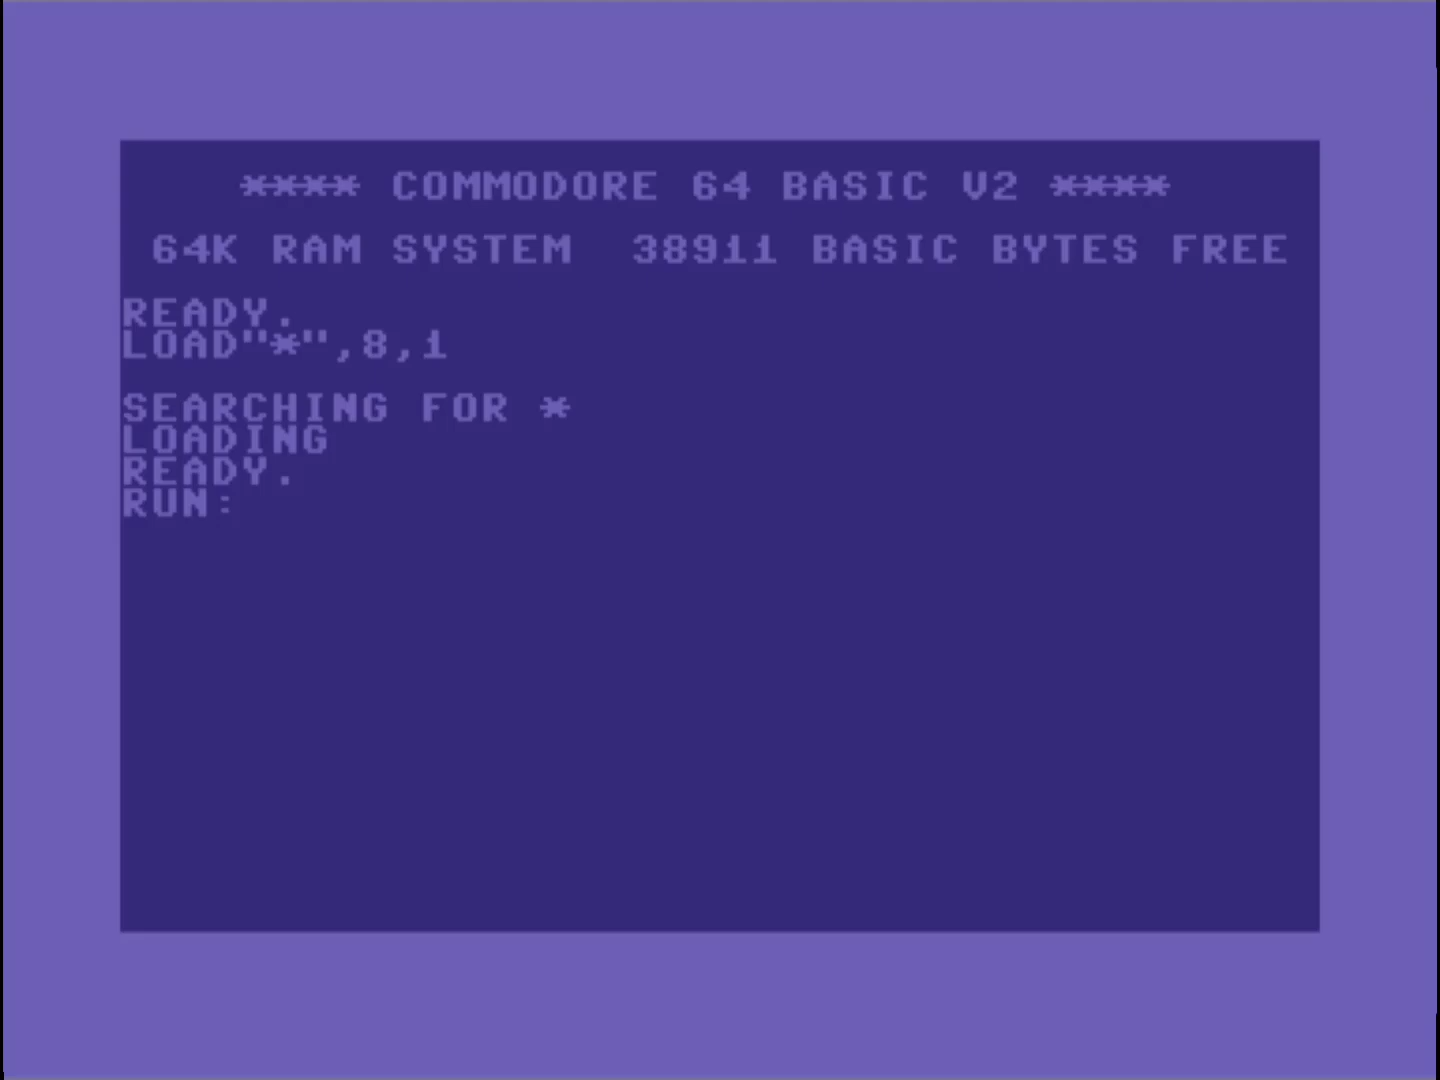 **** COMMODORE 64 BASIC V2 ****
64K RAM SYSTEM  38911 BASIC BYTES FREE
READY.
LOAD"*",8,1
SEARCHING FOR *
LOADING
READY.
RUN: